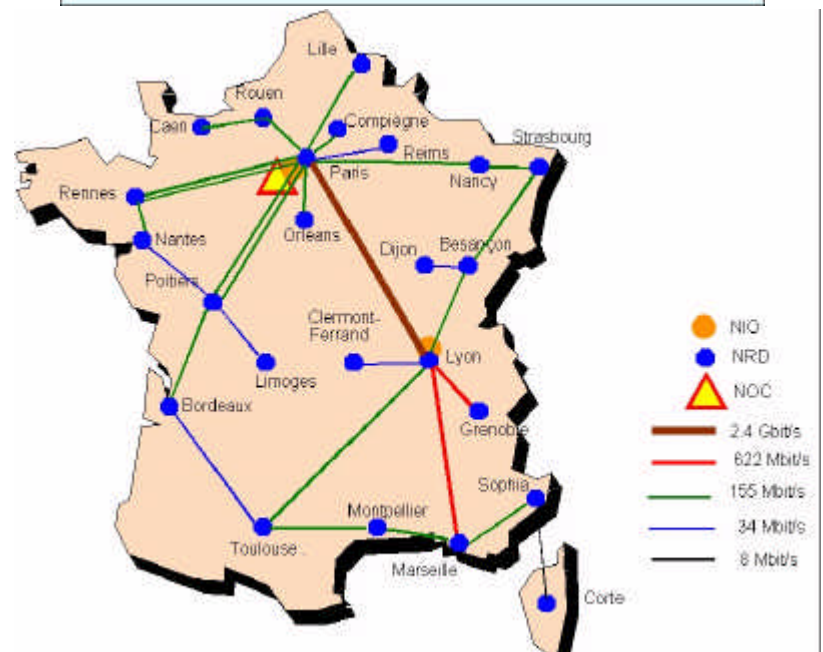 Lille
Rouen
Caen
Compiègne
Strasbourg
Reims
Paris
Nancy
Rennes
Orléans
Nantes
Dijon
Besançon
Poitiers
Clermont-
Ferrand
Lyon
Limoges
Bordeaux
Grenoble
Sophia
Montpellier
Toulouse
Marseille
Corte
NIO
NRD
NOC
2.4 Gbit/s
622 Mbit/s
155 Mbit/s
34 Mbit/s
8 Mbit/s